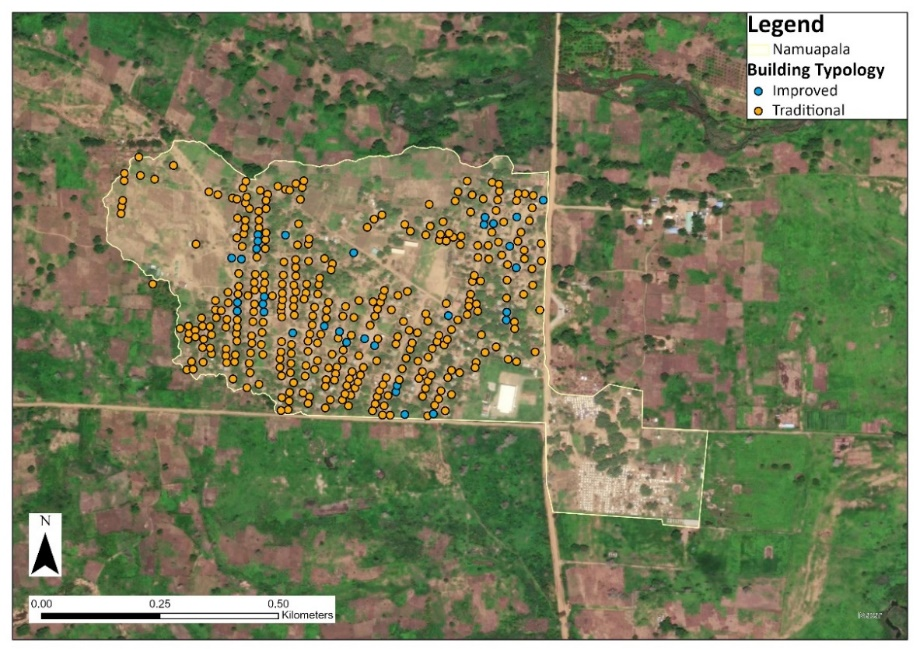 Legend
Namuapala
Building Typology
Improved
Traditional
N
0.00 0.25 0.50
Kilometers